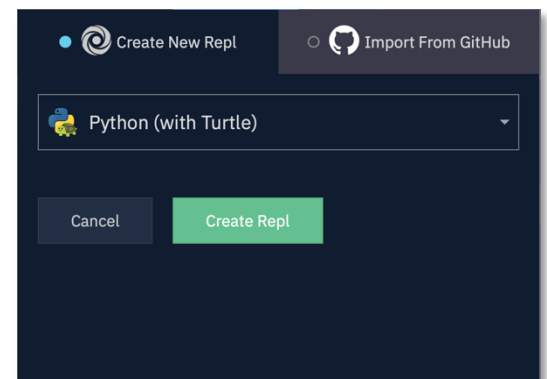 Create New Repl
Import From GitHub
Python (with Turtle)
Cancel
Create Repl